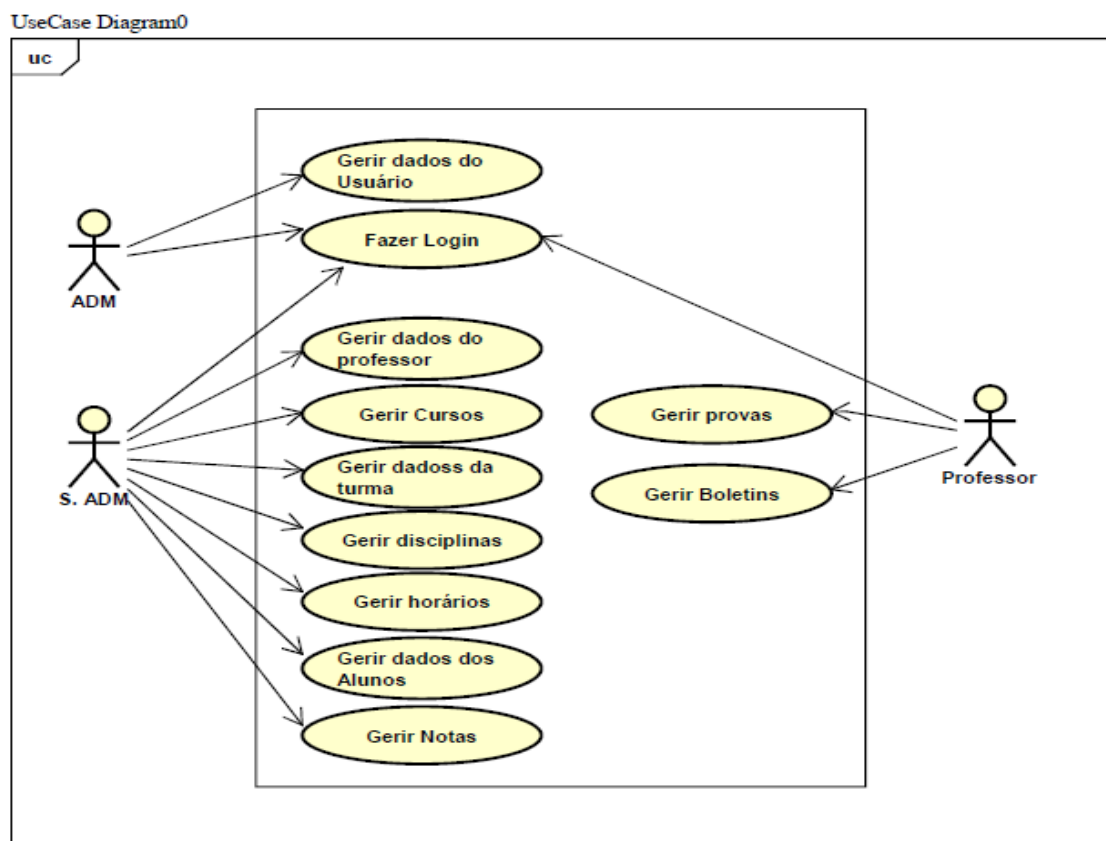 UseCase Diagram0
uc
Gerir dados do
Usuário
Fazer Login
ADM
Gerir dados do
professor
Gerir Cursos
Gerir provas
Gerir dadoss da
turma
S. ADM
Professor
Gerir Boletins
Gerir disciplinas
Gerir horários
Gerir dados dos
Alunos
Gerir Notas